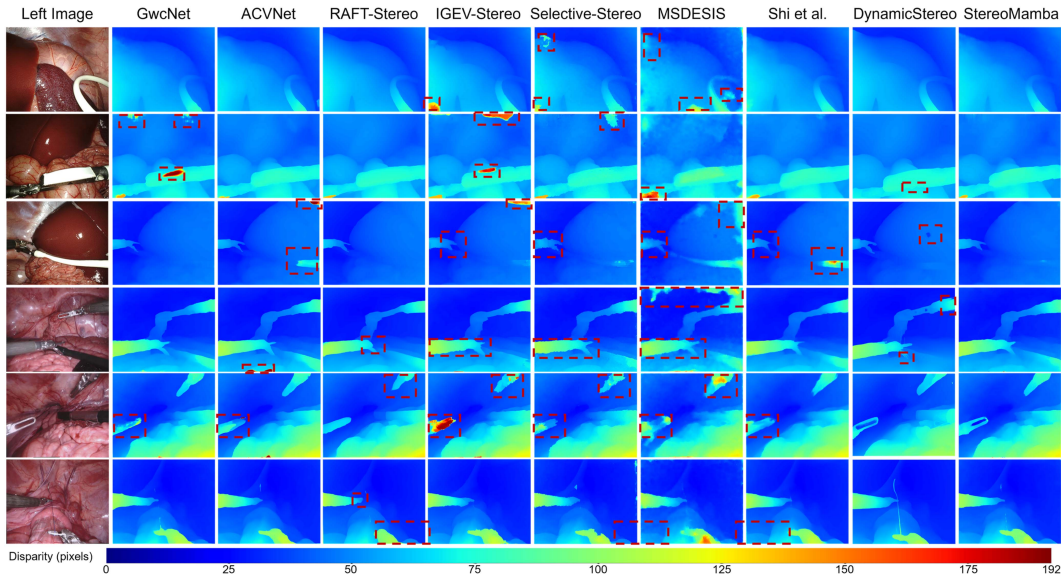 Left Image GwcNet ACVNet RAFT-Stereo IGEV-Stereo Selective-Stereo MSDESIS Shi et al. DynamicStereo StereoMamba
Disparity (pixels)
0 25 50 75 100 125 150 175 192